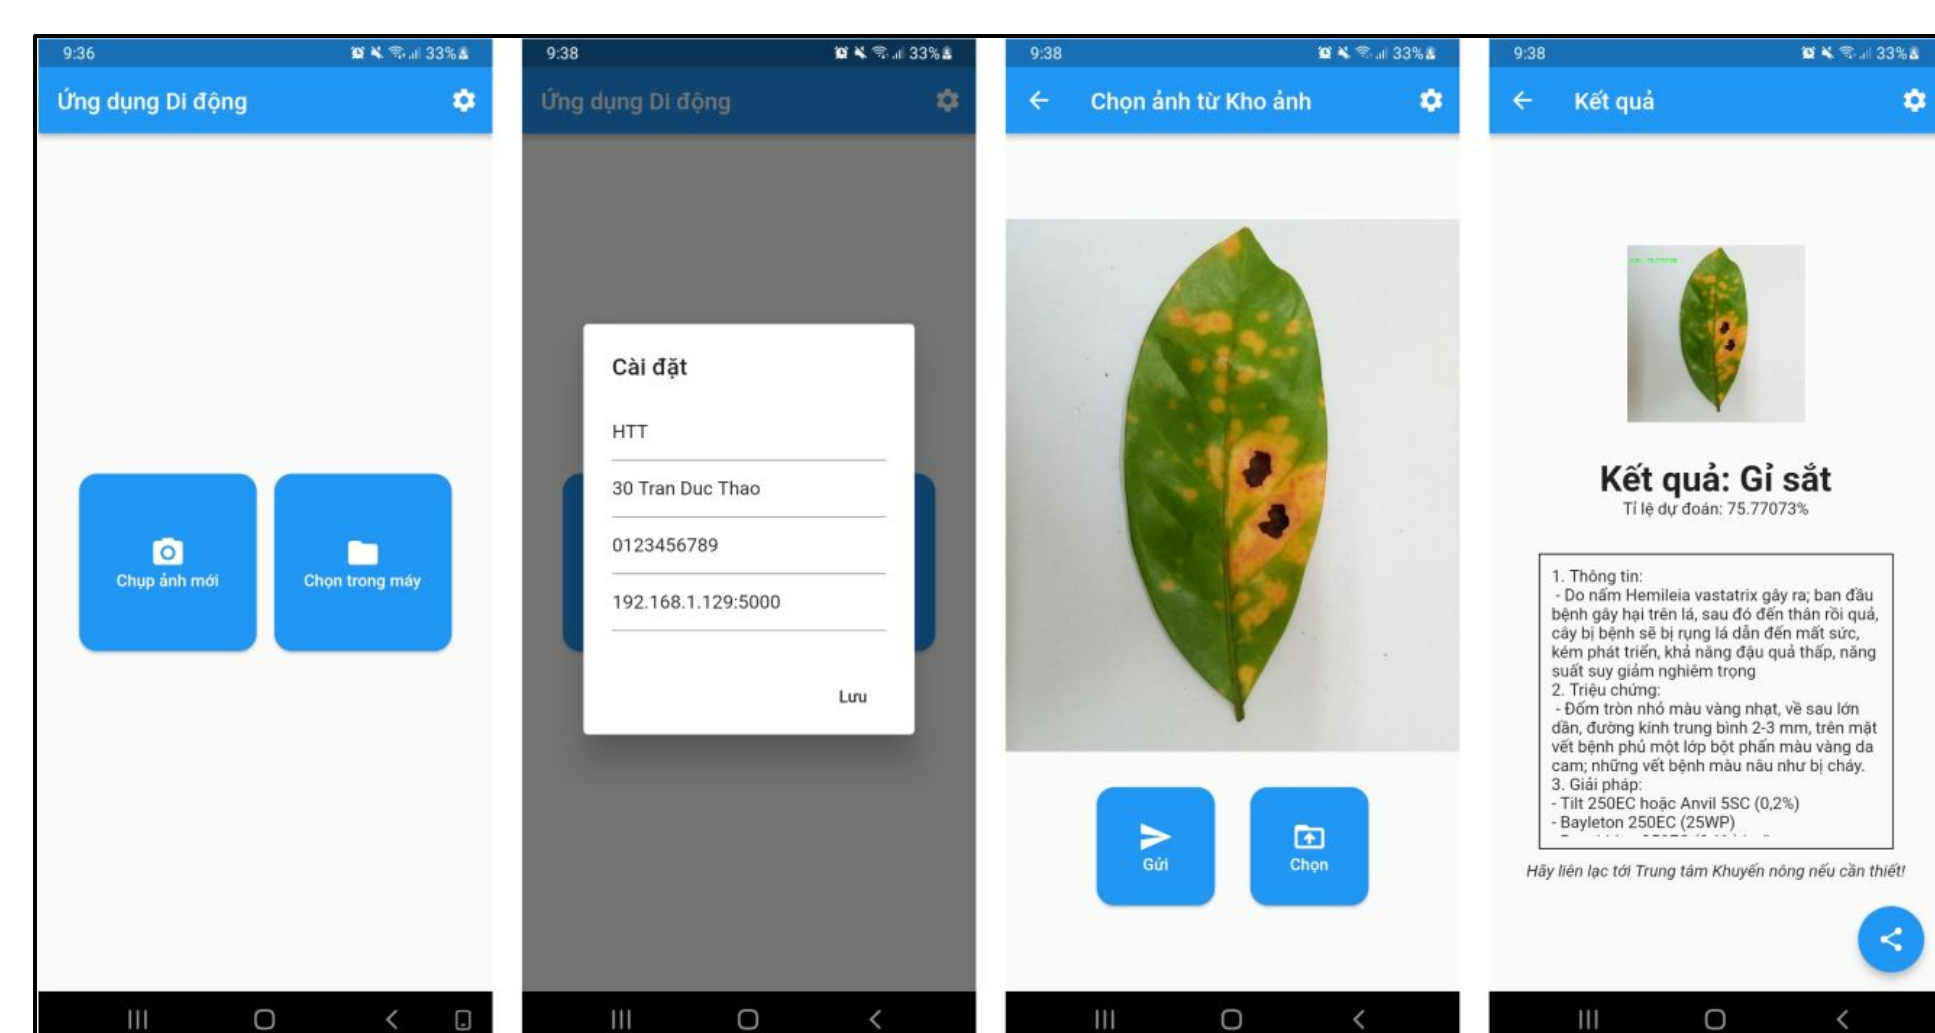 9:36
33%
Ứng dụng Di động
Chụp ảnh mới
Chọn trong máy
9:38
33%
Ứng dụng Di động
Cài đặt
HTT
30 Tran Duc Thao
0123456789
192.168.1.129:5000
Lưu
9:38
33%
Chọn ảnh từ Kho ảnh
Gửi
Chọn
9:38
33%
Kết quả
Kết quả: Gỉ sắt
Tỉ lệ dự đoán: 75.77073%
1. Thông tin:
- Do nấm Hemileia vastatrix gây ra; ban đầu
bệnh gây hại trên lá, sau đó đến thân rồi quả,
cây bị bệnh sẽ bị rụng lá dẫn đến mất sức,
kém phát triển, khả năng đậu quả thấp, năng
suất suy giảm nghiêm trọng
2. Triệu chứng:
- Đốm tròn nhỏ màu vàng nhạt, về sau lớn
dần, đường kính trung bình 2-3 mm, trên mặt
vết bệnh phủ một lớp bột phấn màu vàng da
cam; những vết bệnh màu nâu như bị cháy.
3. Giải pháp:
- Tilt 250EC hoặc Anvil 5SC (0,2%)
- Bayleton 250EC (25WP)
Hãy liên lạc tới Trung tâm Khuyến nông nếu cần thiết!